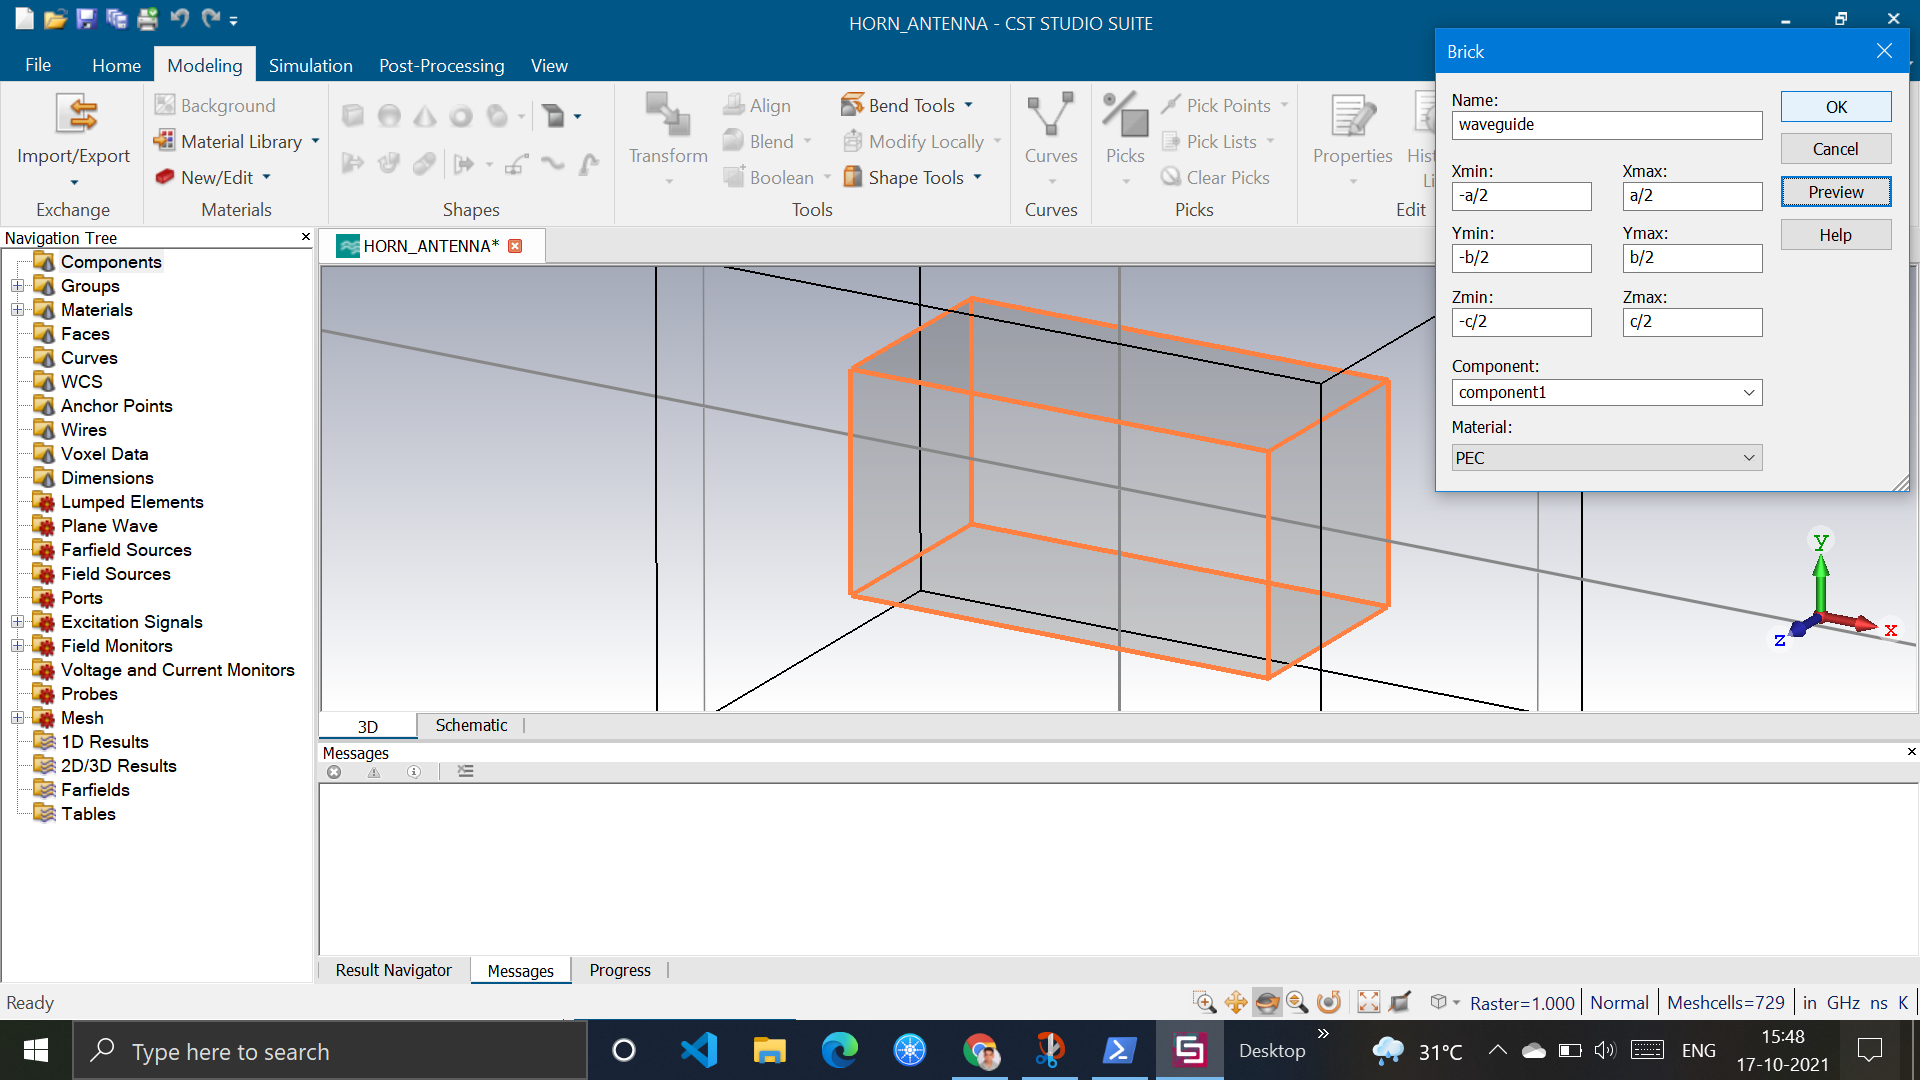 HORN_ANTENNA - CST STUDIO SUITE
File Home Modeling Simulation Post-Processing View
Import/Export
Exchange
Background
Material Library
New/Edit
Materials
Shapes
Transform
Align
Blend
Boolean
Bend Tools
Modify Locally
Shape Tools
Tools
Curves
Curves
Picks
Pick Points
Pick Lists
Clear Picks
Picks
Properties
Edit
Brick
Name:
waveguide
Xmin: Xmax:
-a/2 a/2
Ymin: Ymax:
-b/2 b/2
Zmin: Zmax:
-c/2 c/2
Component:
component1
Material:
PEC
OK
Cancel
Preview
Help
Navigation Tree
Components
Groups
Materials
Faces
Curves
WCS
Anchor Points
Wires
Voxel Data
Dimensions
Lumped Elements
Plane Wave
Farfield Sources
Field Sources
Ports
Excitation Signals
Field Monitors
Voltage and Current Monitors
Probes
Mesh
1D Results
2D/3D Results
Farfields
Tables
HORN_ANTENNA*
y
x
z
3D Schematic
Messages
Result Navigator Messages Progress
Ready
Raster=1.000 Normal Meshcells=729 in GHz ns K
Type here to search
Desktop
31°C
ENG
15:48
17-10-2021